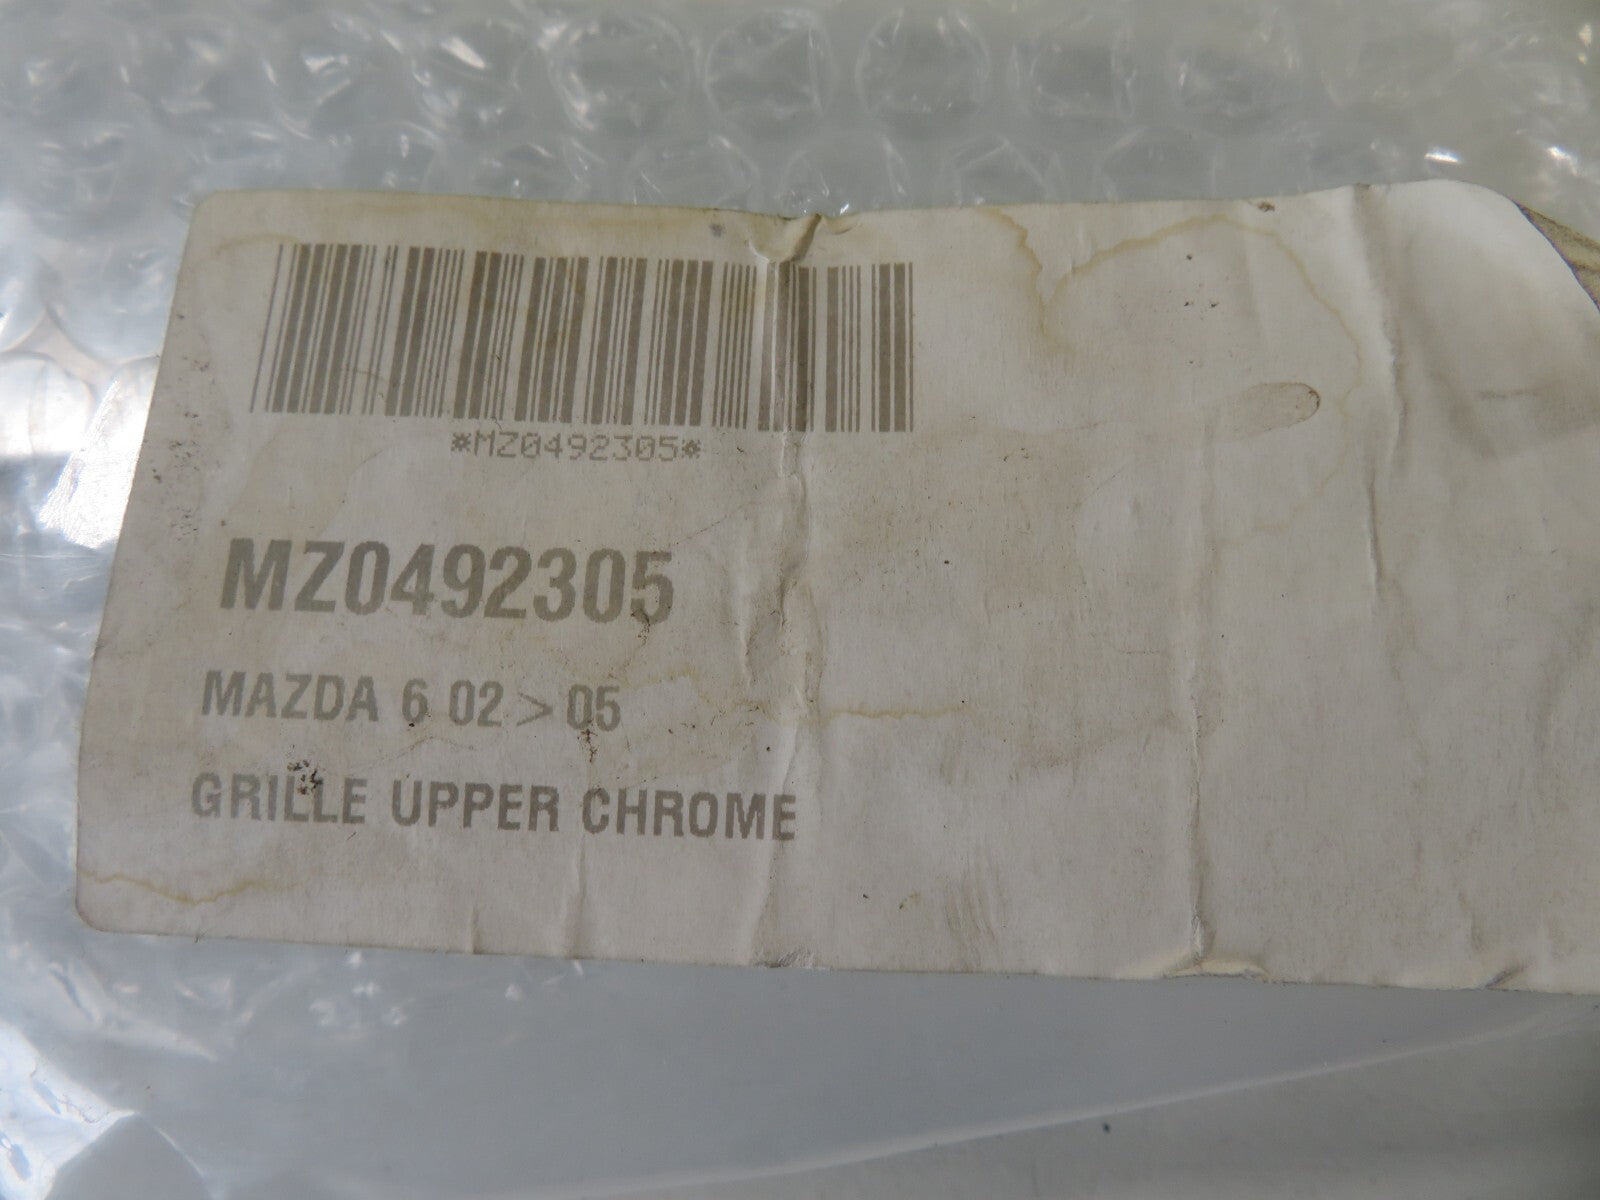 *MZ0492305*
MZ0492305
MAZDA 6 02 > 05
GRILLE UPPER CHROME